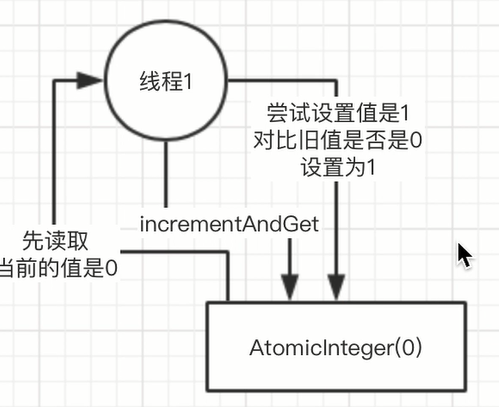 线程1
尝试设置值是1
对比旧值是否是0
设置为1
incrementAndGet
先读取
当前的值是0
AtomicInteger(0)